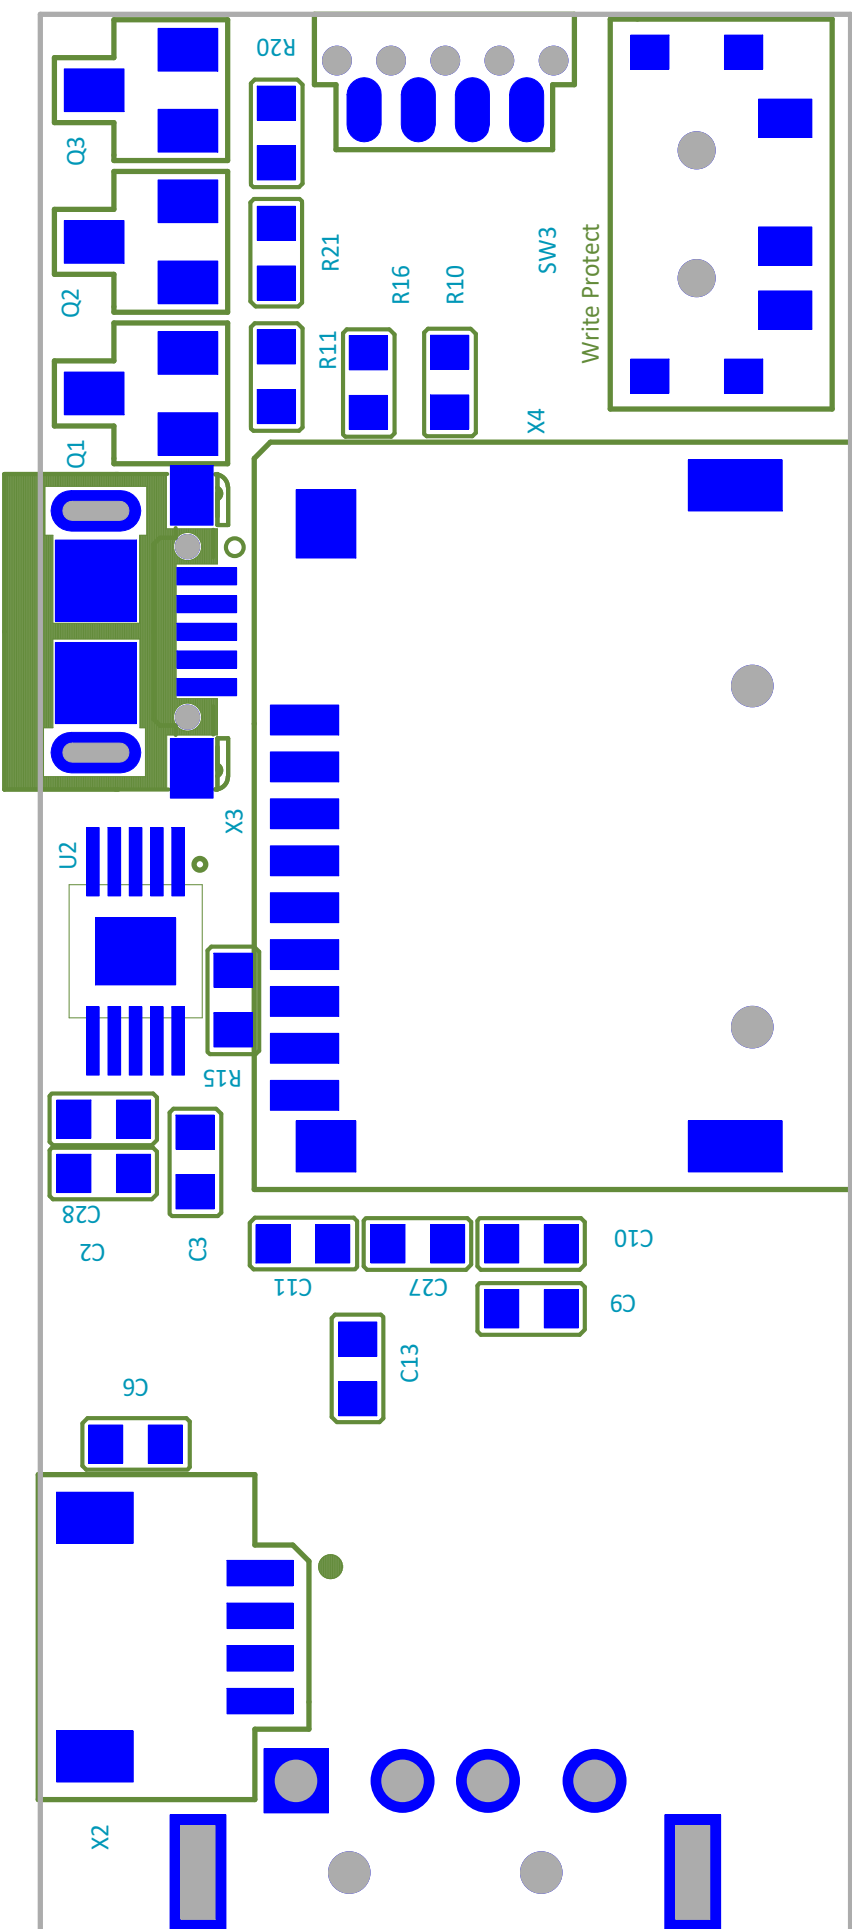 R20
Q3
R21
SW3
Write Protect
Q2
R16
R10
R11
X4
Q1
X3
U2
R15
C28
C2
C3
C11
C27
C10
C9
C13
C6
X2